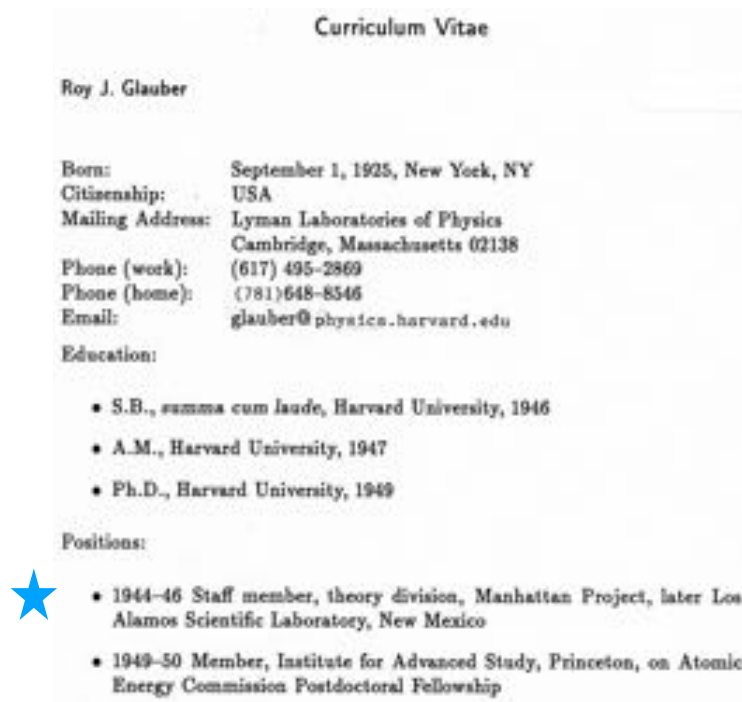 Curriculum Vitae
Roy J. Glauber
Born: September 1, 1925, New York, NY
Citizenship: USA
Mailing Address: Lyman Laboratories of Physics
Cambridge, Massachusetts 02138
Phone (work): (617) 495–2869
Phone (home): (781)648-8546
Email: glauber@physics.harvard.edu
Education:
• S.B., summa cum laude, Harvard University, 1946
• A.M., Harvard University, 1947
• Ph.D., Harvard University, 1949
Positions:
• 1944–46 Staff member, theory division, Manhattan Project, later Los
Alamos Scientific Laboratory, New Mexico
• 1949–50 Member, Institute for Advanced Study, Princeton, on Atomic
Energy Commission Postdoctoral Fellowship